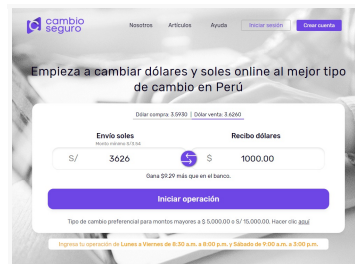 cambio
seguro
Nosotros Artículos Ayuda Iniciar sesión Crear cuenta
Empieza a cambiar dólares y soles online al mejor tipo
de cambio en Perú
Dólar compra: 3.5930 | Dólar venta: 3.6260
Envío soles Recibo dólares
Monto mínimo S/3.54
S/ 3626 $ 1000.00
Gana $9.29 más que en el banco.
Iniciar operación
Tipo de cambio preferencial para montos mayores a $ 5,000.00 o S/ 15,000.00. Hacer clic aquí
Ingresa tu operación de Lunes a Viernes de 8:30 a.m. a 8:00 p.m. y Sábado de 9:00 a.m. a 3:00 p.m.